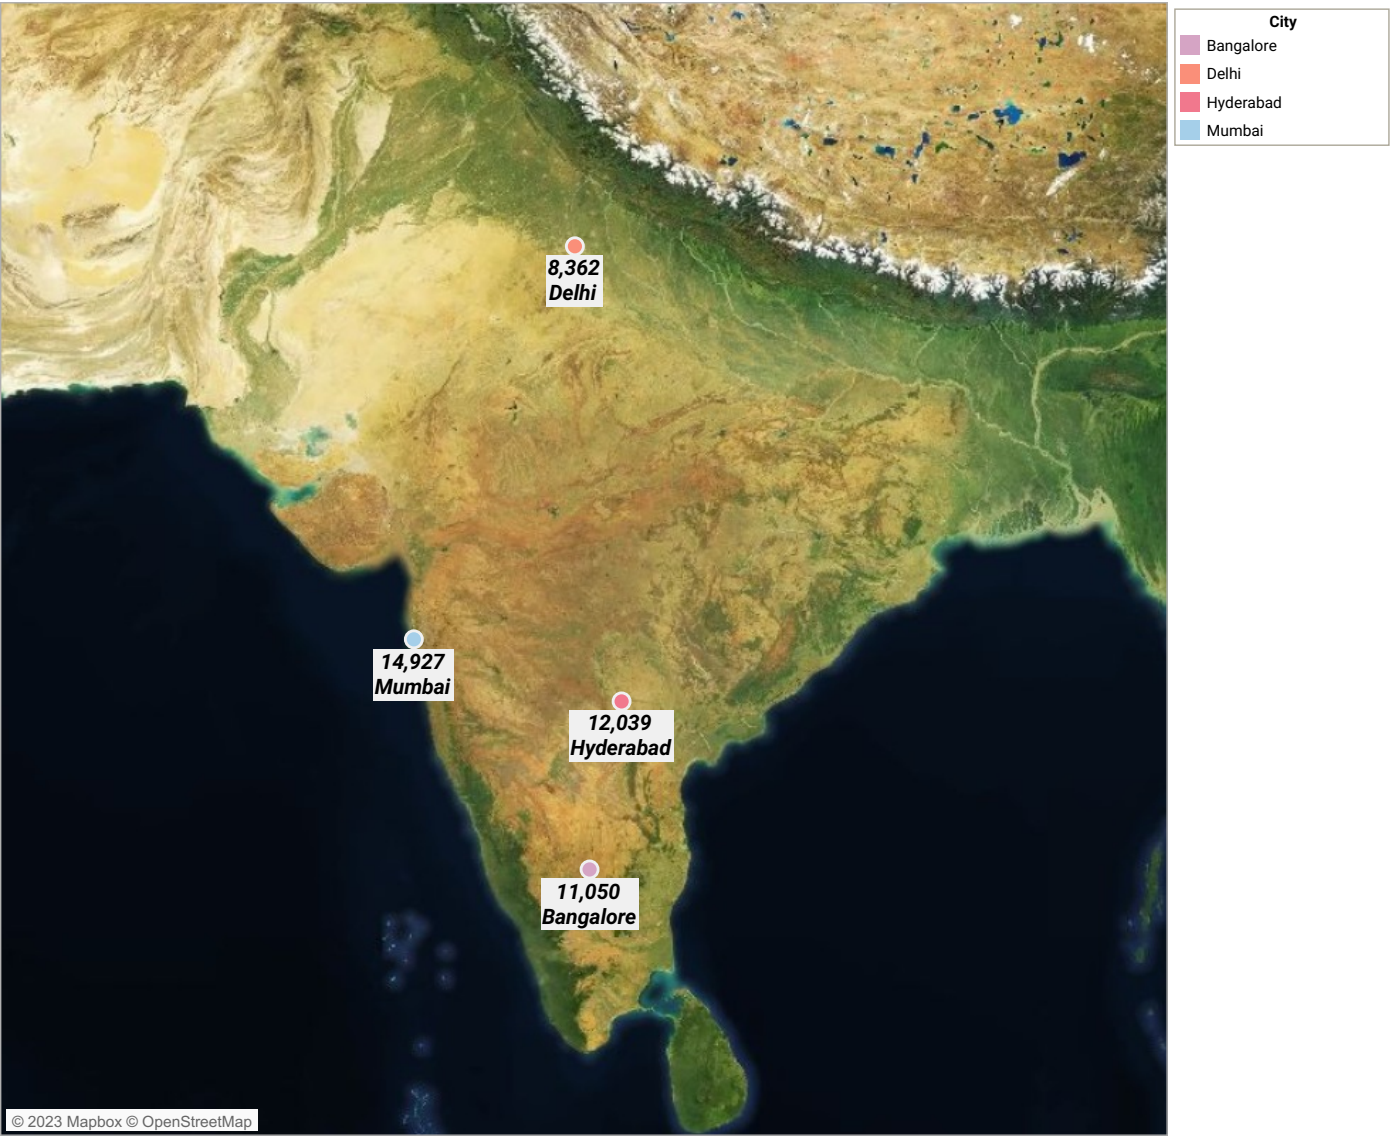 City
Bangalore
Delhi
Hyderabad
Mumbai
8,362
Delhi
14,927
Mumbai
12,039
Hyderabad
11,050
Bangalore
© 2023 Mapbox © OpenStreetMap